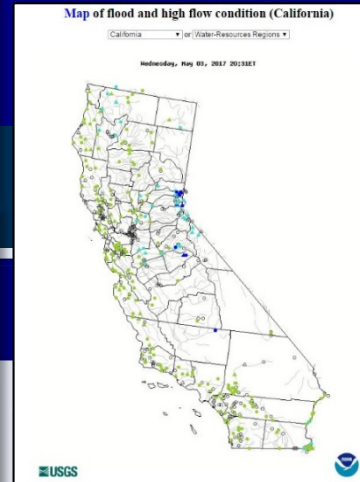 Map of flood and high flow condition (California)
California or Water-Resources Regions
Wednesday, May 03, 2017 20:31ET
USGS